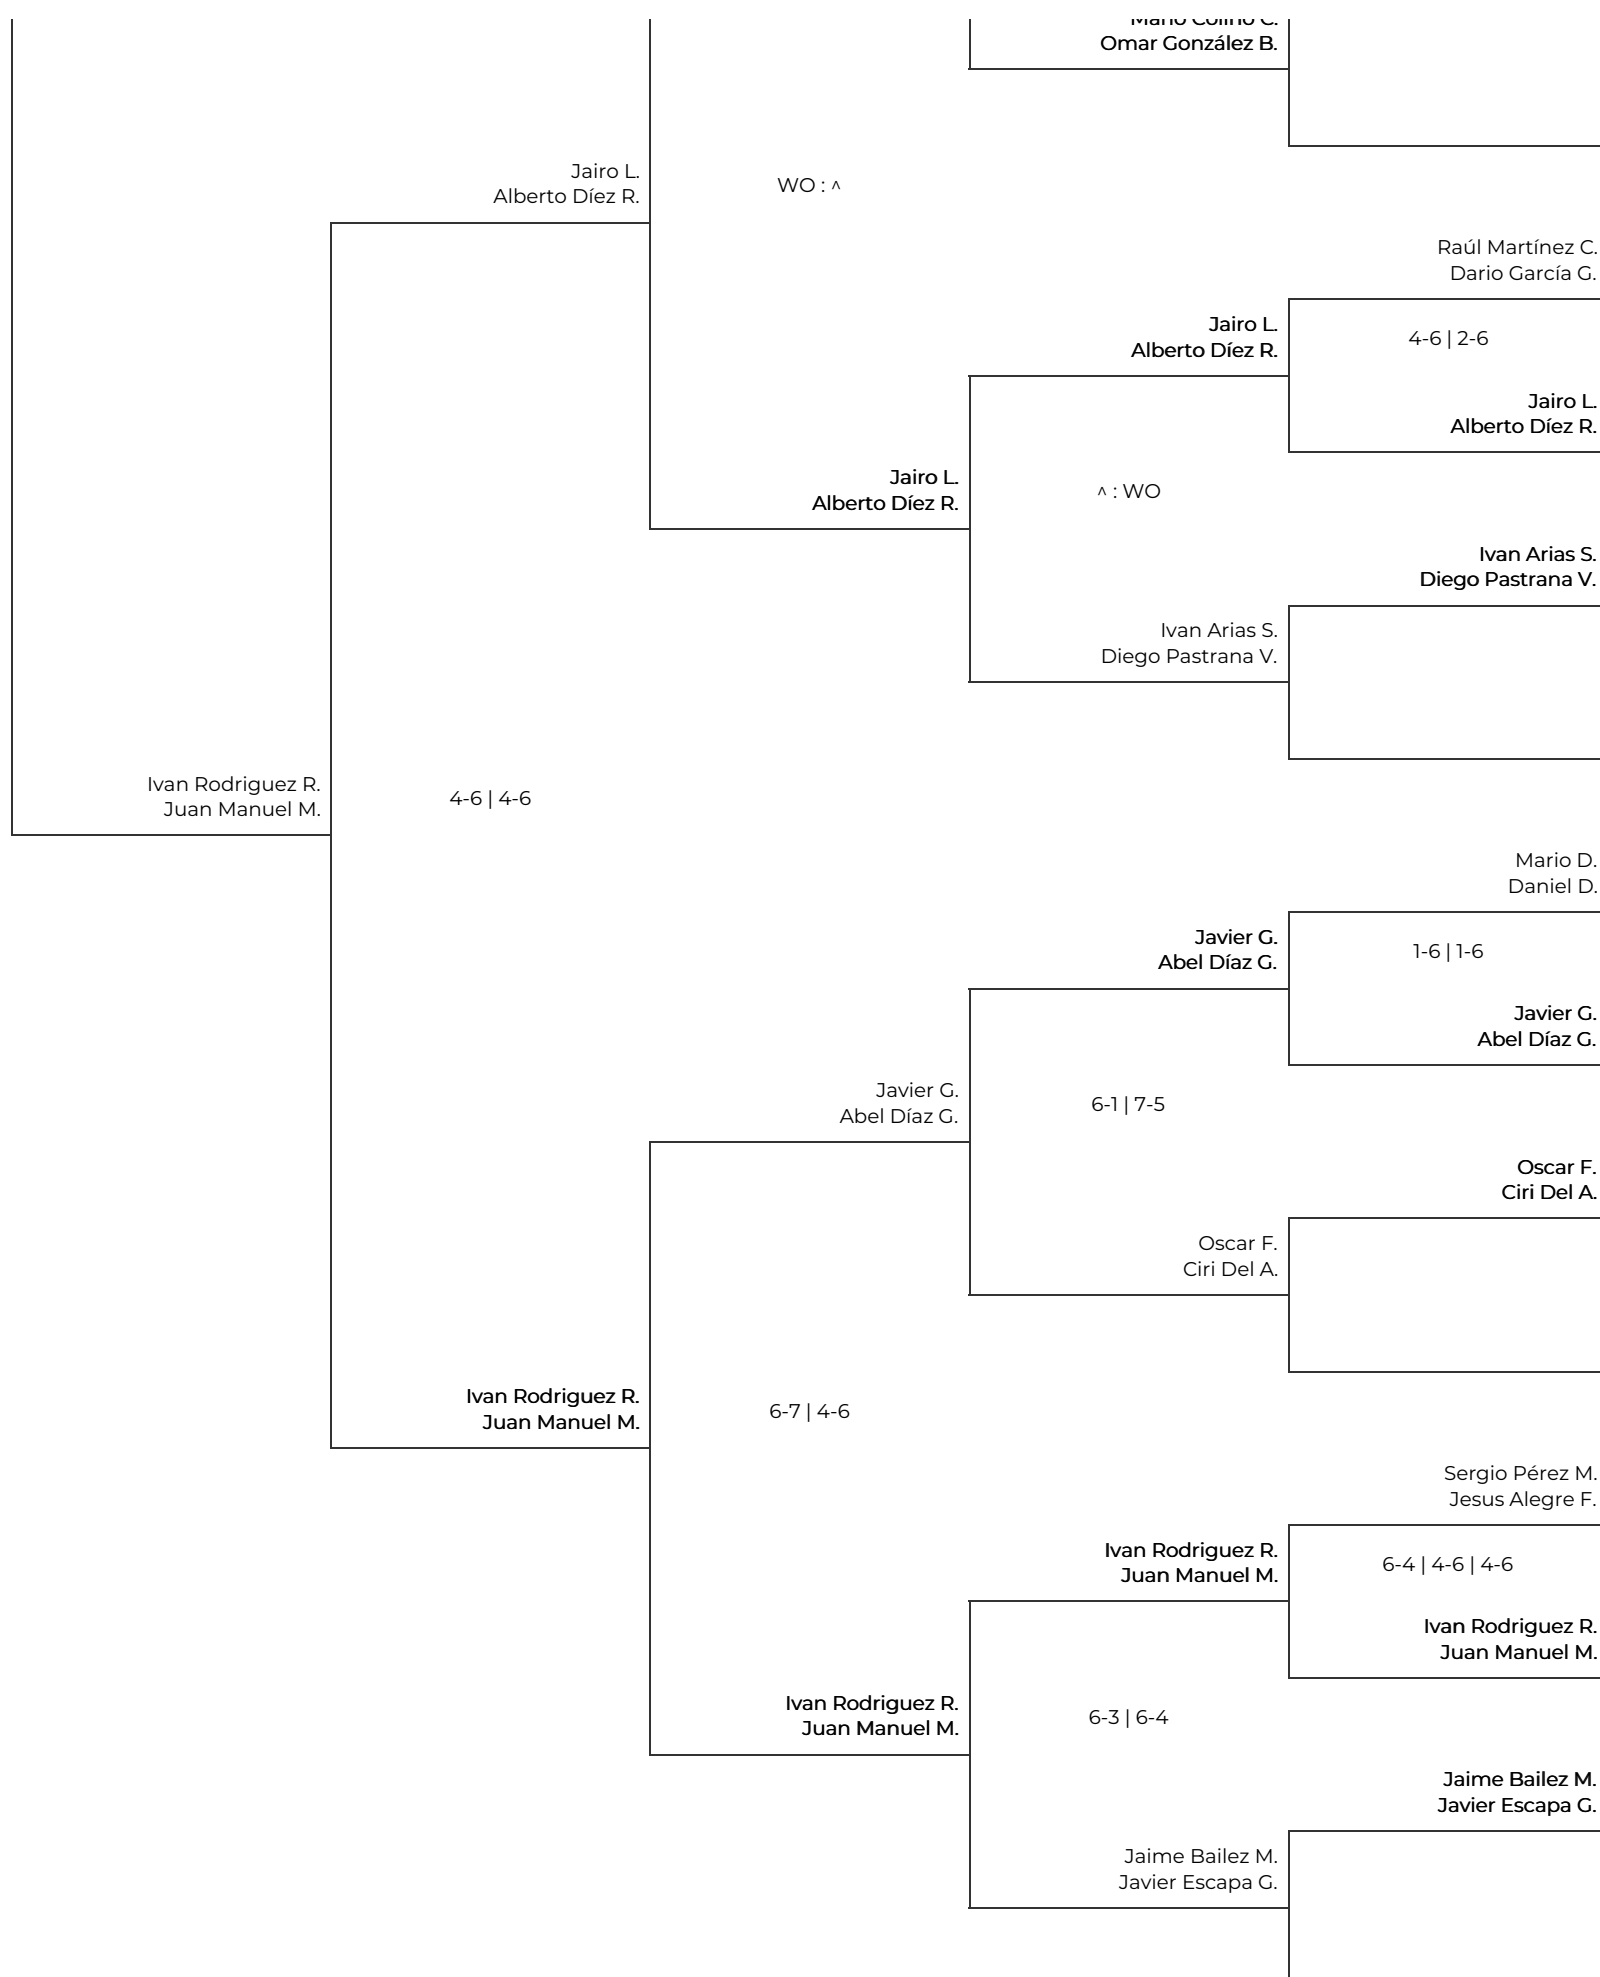 Mario Colino C.
Omar González B.
Jairo L.
Alberto Díez R.
WO : ^
Raúl Martínez C.
Dario García G.
Jairo L.
Alberto Díez R.
4-6 | 2-6
Jairo L.
Alberto Díez R.
Jairo L.
Alberto Díez R.
^ : WO
Ivan Arias S.
Diego Pastrana V.
Ivan Arias S.
Diego Pastrana V.
Ivan Rodriguez R.
Juan Manuel M.
4-6 | 4-6
Mario D.
Daniel D.
Javier G.
Abel Díaz G.
1-6 | 1-6
Javier G.
Abel Díaz G.
Javier G.
Abel Díaz G.
6-1 | 7-5
Oscar F.
Ciri Del A.
Oscar F.
Ciri Del A.
Ivan Rodriguez R.
Juan Manuel M.
6-7 | 4-6
Sergio Pérez M.
Jesus Alegre F.
Ivan Rodriguez R.
Juan Manuel M.
6-4 | 4-6 | 4-6
Ivan Rodriguez R.
Juan Manuel M.
Ivan Rodriguez R.
Juan Manuel M.
6-3 | 6-4
Jaime Bailez M.
Javier Escapa G.
Jaime Bailez M.
Javier Escapa G.